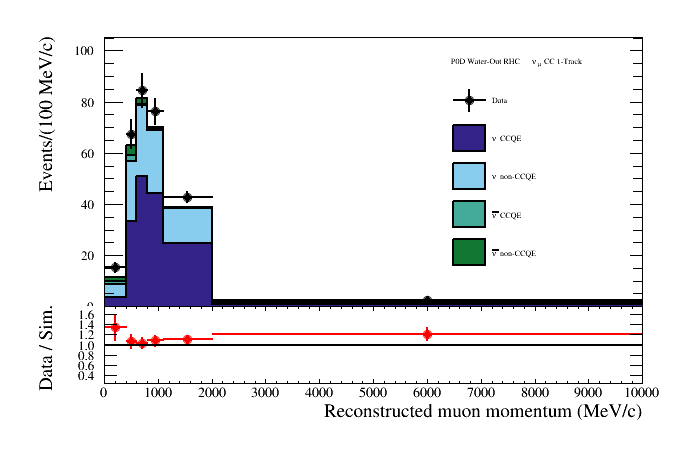 P0D Water-Out RHC ν μ CC 1-Track
Data
ν CCQE
ν non-CCQE
ν̅ CCQE
ν̅ non-CCQE
Events/(100 MeV/c)
100
80
60
40
20
0
Data / Sim.
1.6
1.4
1.2
1.0
0.8
0.6
0.4
0 1000 2000 3000 4000 5000 6000 7000 8000 9000 10000
Reconstructed muon momentum (MeV/c)